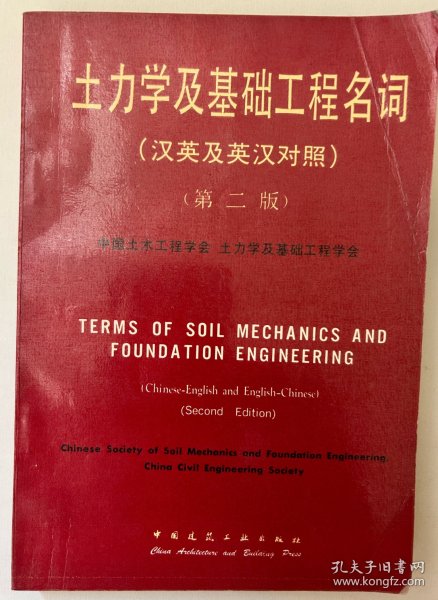 土力学及基础工程名词
（汉英及英汉对照）
（第二版）
中国土木工程学会 土力学及基础工程学会
TERMS OF SOIL MECHANICS AND
FOUNDATION ENGINEERING
(Chinese-English and English-Chinese)
(Second Edition)
Chinese Society of Soil Mechanics and Foundation Engineering,
China Civil Engineering Society
中国建筑工业出版社
China Architecture and Building Press
孔夫子旧书网
www.kongfz.com